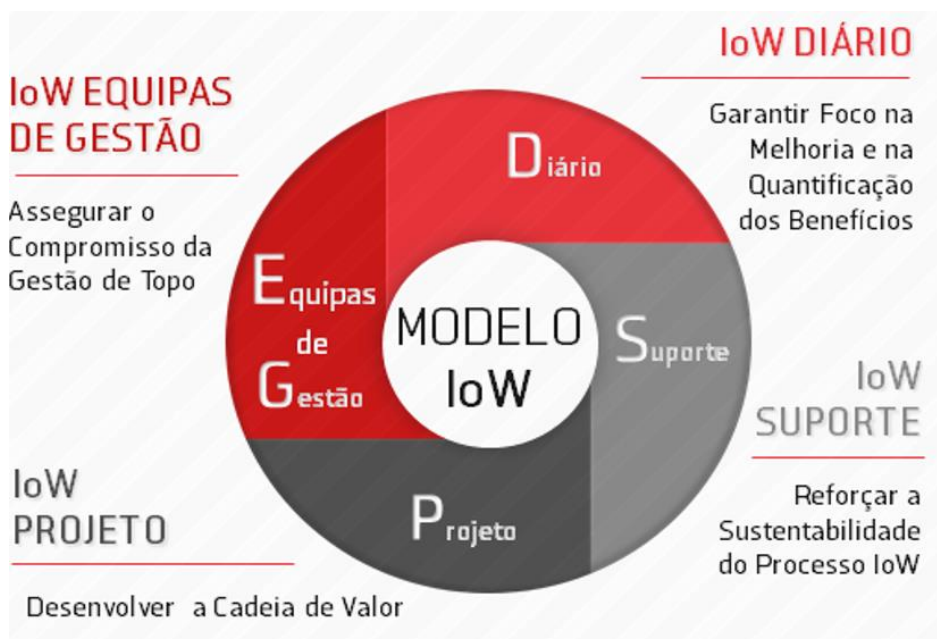 IoW EQUIPAS
DE GESTÃO
Assegurar o
Compromisso da
Gestão de Topo
IoW DIÁRIO
Garantir Foco na
Melhoria e na
Quantificação
dos Benefícios
Diário
Equipas
de
Gestão
MODELO
IoW
Suporte
Projeto
IoW
SUPORTE
Reforçar a
Sustentabilidade
do Processo IoW
IoW
PROJETO
Desenvolver a Cadeia de Valor